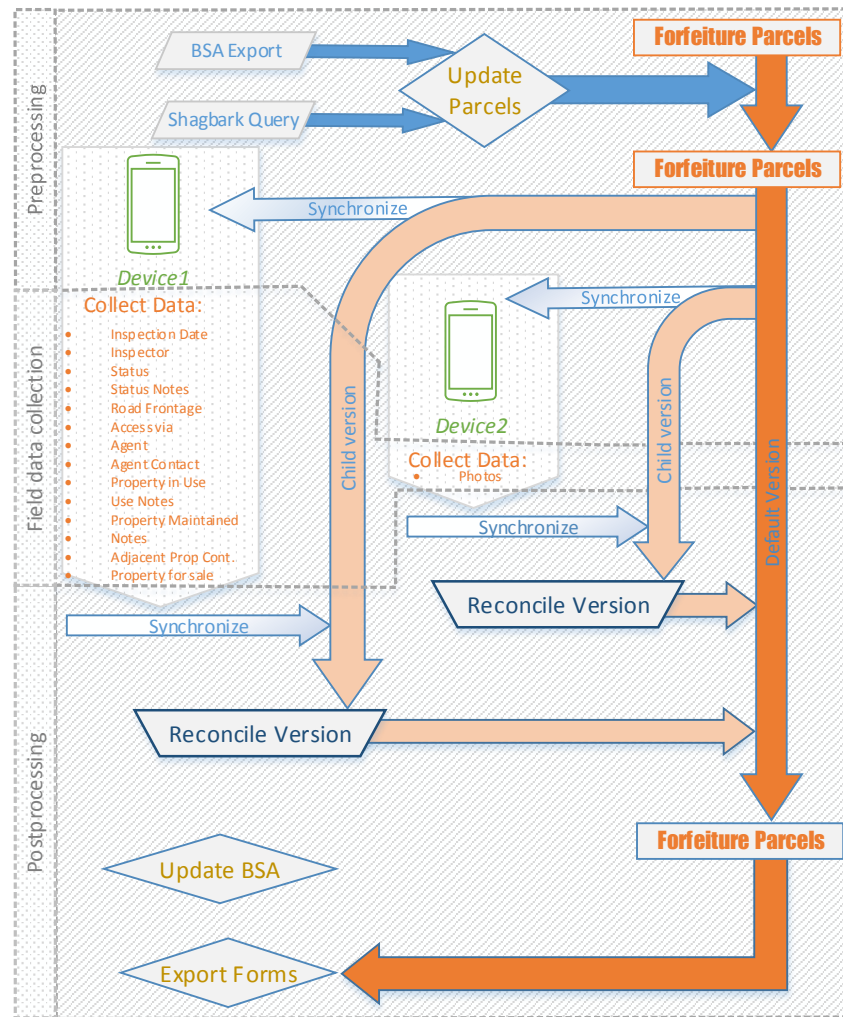 Preprocessing
BSA Export
Forfeiture Parcels
Update
Parcels
Shagbark Query
Forfeiture Parcels
Synchronize
Device1
Synchronize
Field data collection
Collect Data:
Inspection Date
Inspector
Status
Status Notes
Road Frontage
Access via
Agent
Agent Contact
Property in Use
Use Notes
Property Maintained
Notes
Adjacent Prop Cont.
Property for sale
Child version
Device2
Collect Data:
Photos
Child version
Default Version
Synchronize
Reconcile Version
Synchronize
Postprocessing
Reconcile Version
Forfeiture Parcels
Update BSA
Export Forms